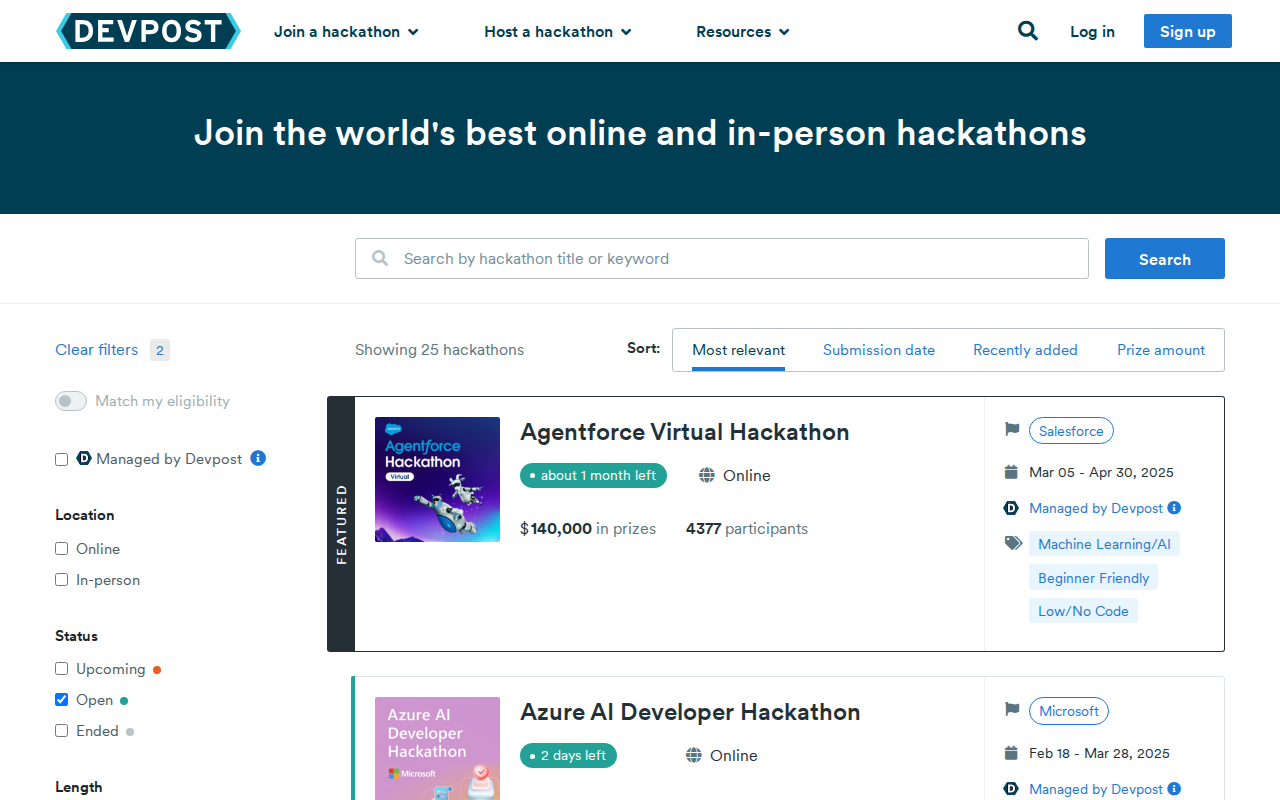 DEVPOST Join a hackathon Host a hackathon Resources Log in Sign up
Join the world's best online and in-person hackathons
Search by hackathon title or keyword Search
Clear filters 2
Match my eligibility
D Managed by Devpost i
Location
Online
In-person
Status
Upcoming
Open
Ended
Length
Showing 25 hackathons Sort: Most relevant Submission date Recently added Prize amount
FEATURED
salesforce
Agentforce
Hackathon
Virtual
Agentforce Virtual Hackathon
about 1 month left Online
$140,000 in prizes 4377 participants
Salesforce
Mar 05 - Apr 30, 2025
D Managed by Devpost i
Machine Learning/AI
Beginner Friendly
Low/No Code
Azure AI
Developer
Hackathon
Microsoft
Azure AI Developer Hackathon
2 days left Online
Microsoft
Feb 18 - Mar 28, 2025
D Managed by Devpost i